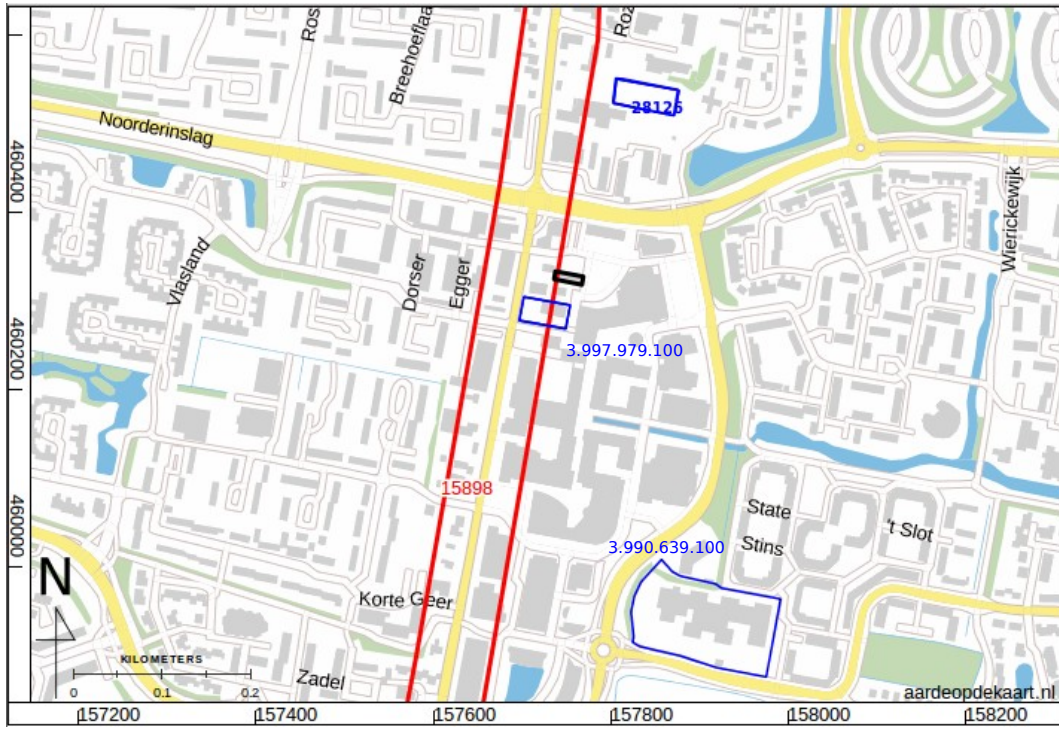 Ros
Breehoeflaa
Roz
28126
Noorderinslag
460400
Wierickewijk
Vlasland
Dorser
Egger
460200
3.997.979.100
15898
460000
State
Stins
't Slot
3.990.639.100
N
Korte Geer
KILOMETERS
0 0.1 0.2
Zadel
aardeopdekaart.nl
157200 157400 157600 157800 158000 158200